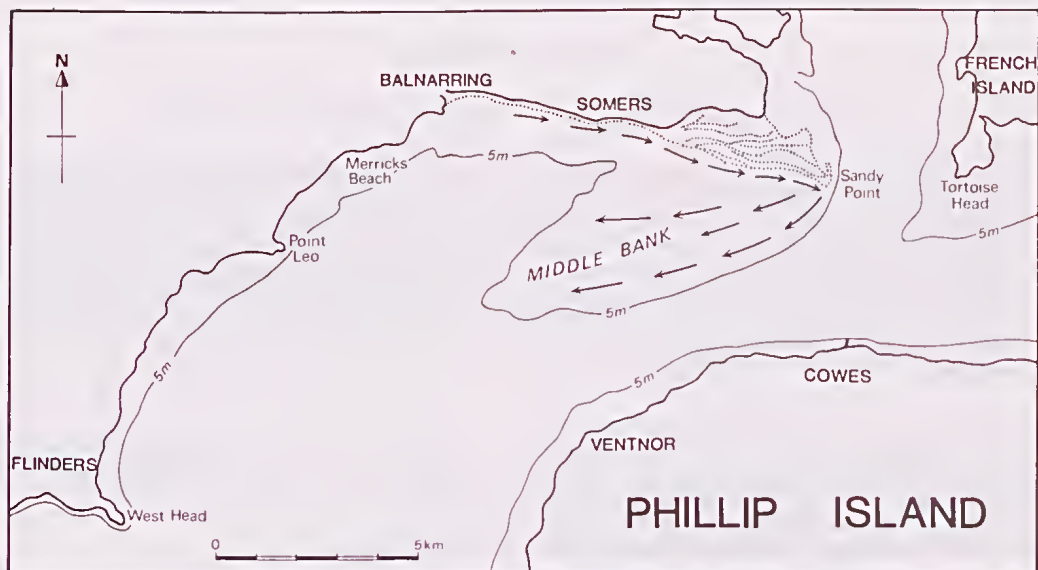 N
BALNARRING
SOMERS
FRENCH
ISLAND
5m
Merricks
Beach
Sandy
Point
Tortoise
Head
5m
Point
Leo
MIDDLE BANK
5m
5m
5m
COWES
5m
VENTNOR
FLINDERS
West Head
PHILLIP ISLAND
0
5km